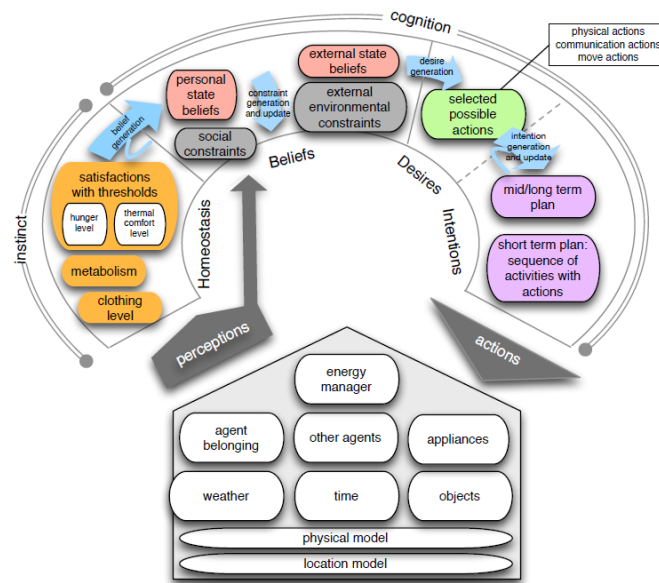 cognition
physical actions
communication actions
move actions
external state
beliefs
desire
generation
personal
state
beliefs
constraint
generation
and update
external
environmental
constraints
selected
possible
actions
belief
generation
social
constraints
intention
generation
and update
Beliefs
Desires
Intentions
Homeostasis
instinct
satisfactions
with thresholds
hunger
level
thermal
comfort
level
mid/long term
plan
metabolism
clothing
level
short term plan:
sequence of
activities with
actions
perceptions
actions
energy
manager
agent
belonging
other agents
appliances
weather
time
objects
physical model
location model